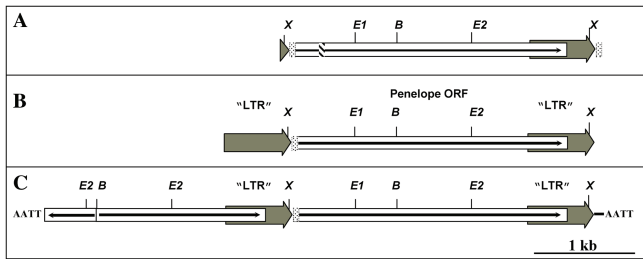 A
X E1 B E2 X
B
Penelope ORF
"LTR" X E1 B E2 "LTR" X
C
E2 B E2 "LTR" X E1 B E2 "LTR" X
AATT AATT
1 kb